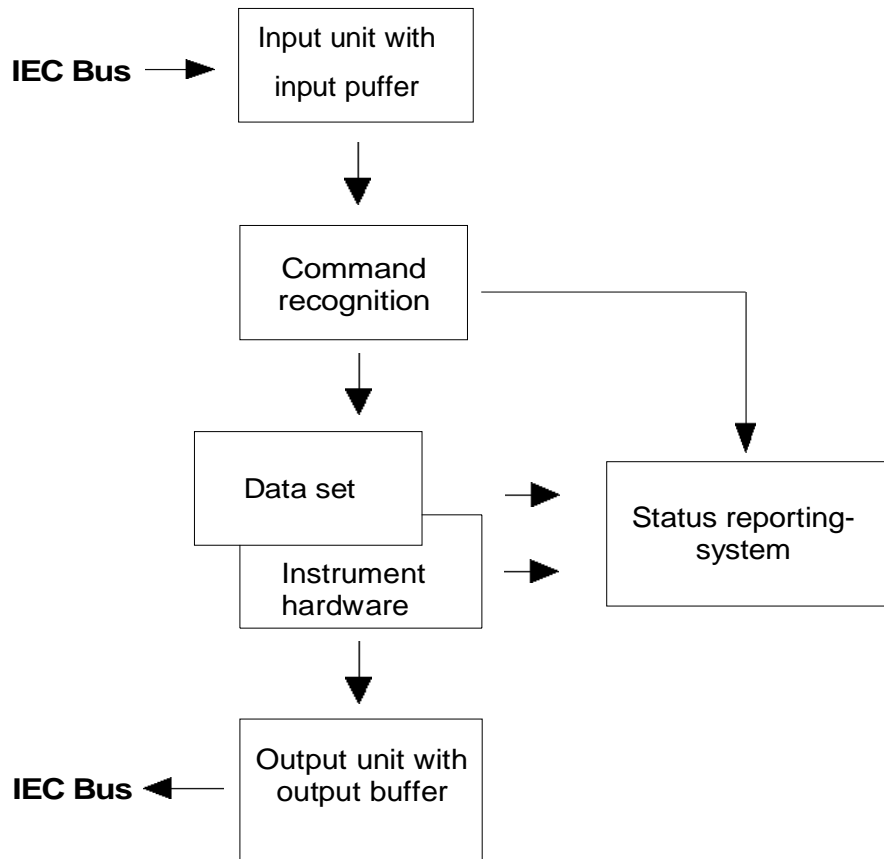 Input unit with
IEC Bus
input puffer
Command
recognition
Data set
Status reporting-
system
Instrument
hardware
Output unit with
output buffer
IEC Bus